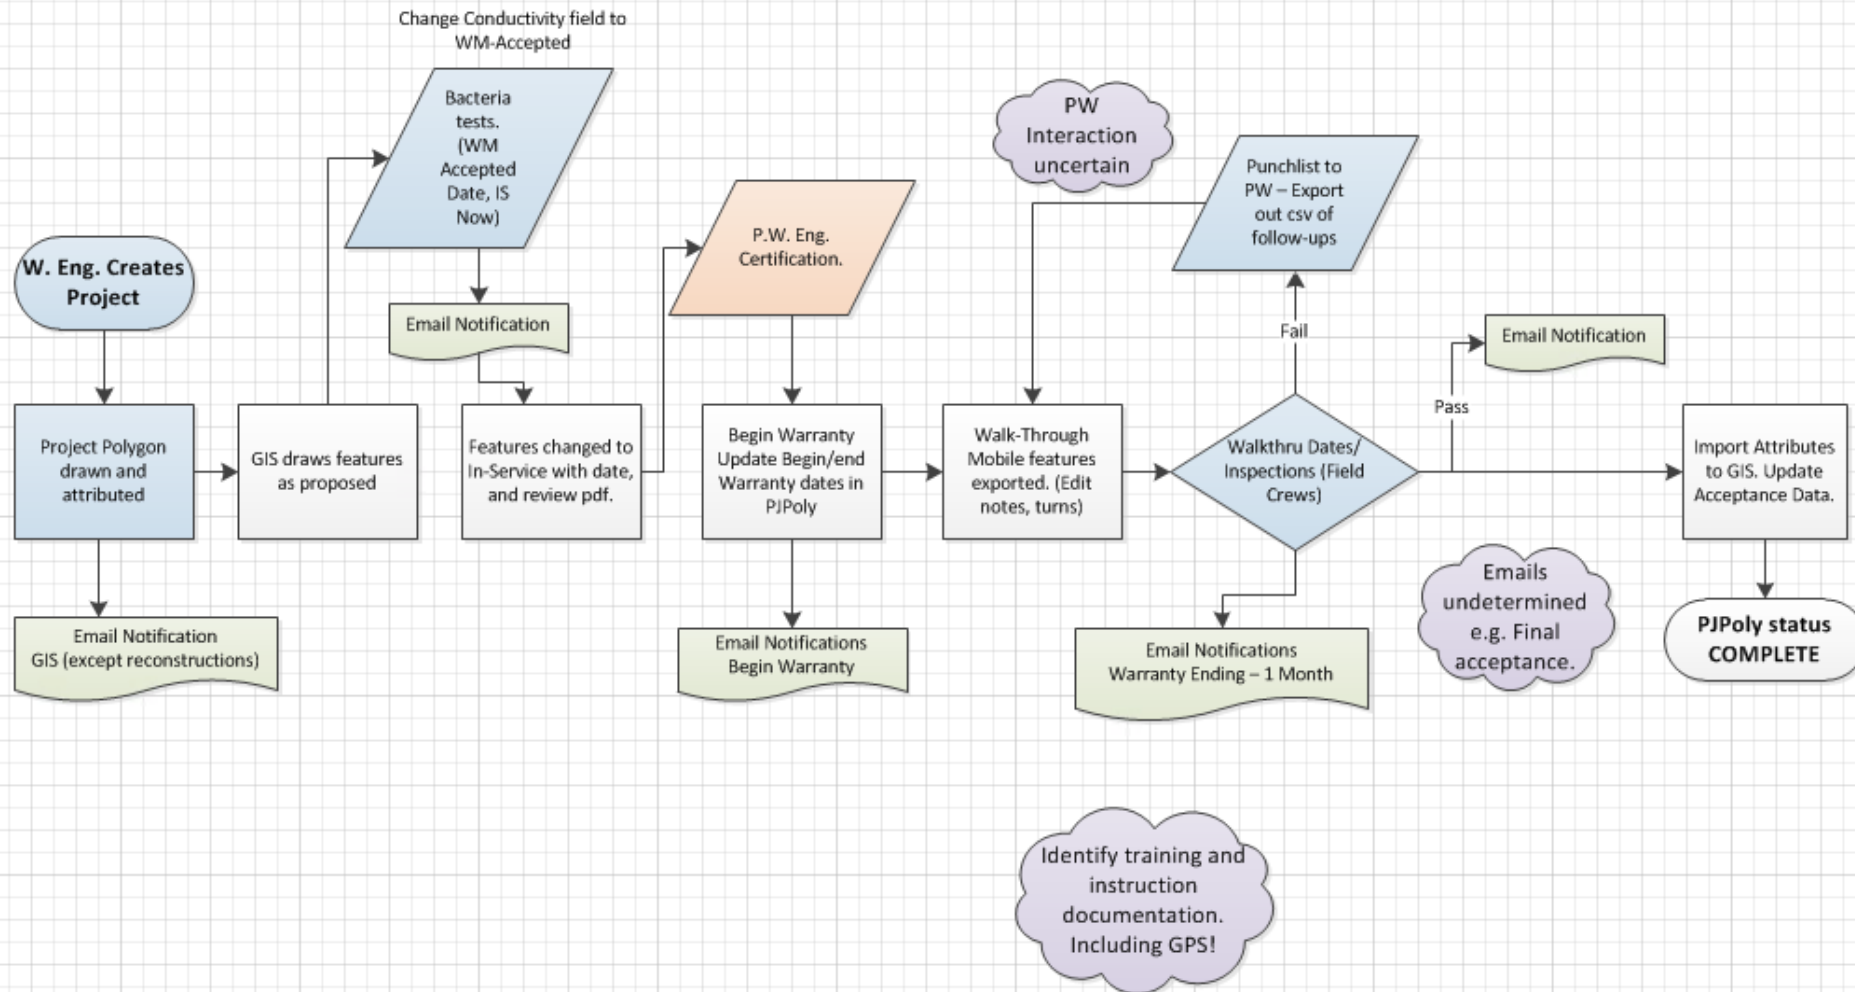 Change Conductivity field to
WM-Accepted
Bacteria
tests.
(WM
Accepted
Date, IS
Now)
PW
Interaction
uncertain
Punchlist to
PW – Export
out csv of
follow-ups
P.W. Eng.
Certification.
W. Eng. Creates
Project
Email Notification
Fail
Email Notification
Pass
Project Polygon
drawn and
attributed
GIS draws features
as proposed
Features changed to
In-Service with date,
and review pdf.
Begin Warranty
Update Begin/end
Warranty dates in
PJPoly
Walk-Through
Mobile features
exported. (Edit
notes, turns)
Walkthru Dates/
Inspections (Field
Crews)
Import Attributes
to GIS. Update
Acceptance Data.
Email Notification
GIS (except reconstructions)
Email Notifications
Begin Warranty
Email Notifications
Warranty Ending – 1 Month
Emails
undetermined
e.g. Final
acceptance.
PJPoly status
COMPLETE
Identify training and
instruction
documentation.
Including GPS!